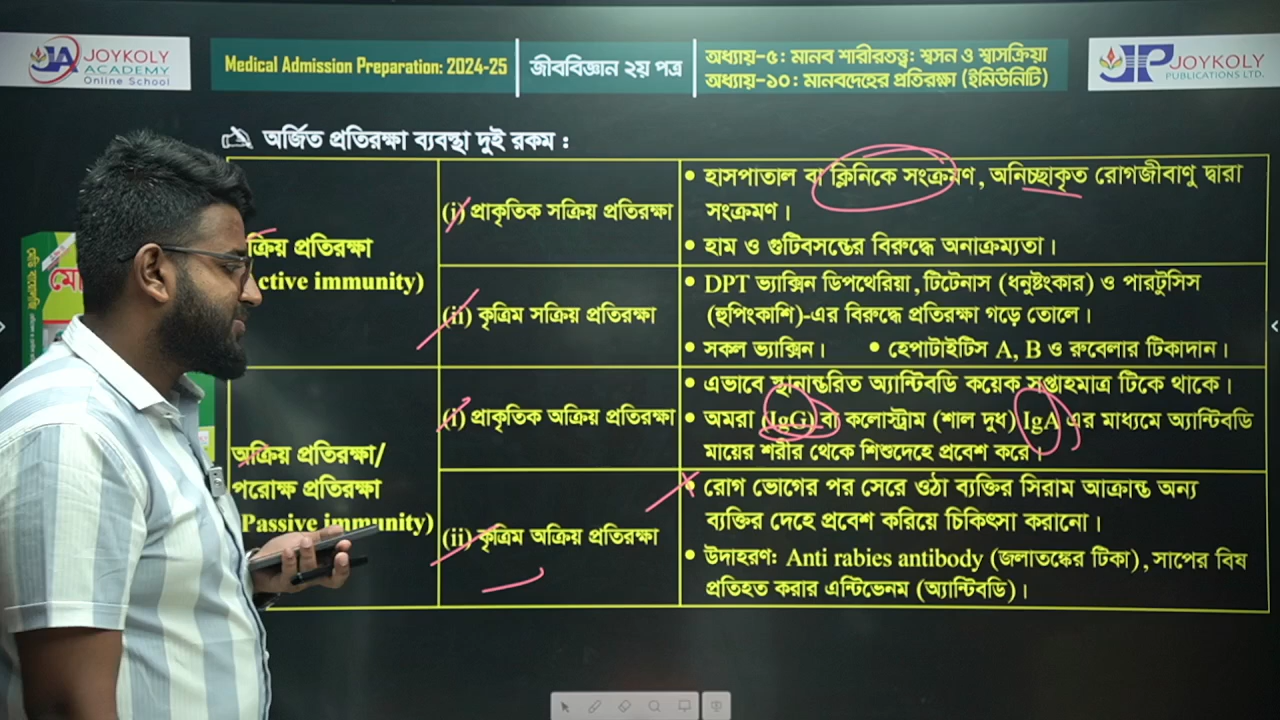 JA JOYKOLY
ACADEMY
Online School
Medical Admission Preparation: 2024-25
জীববিজ্ঞান ২য় পত্র
অধ্যায়-৫: মানব শারীরতত্ত্ব: শ্বসন ও শ্বাসক্রিয়া
অধ্যায়-১০: মানবদেহের প্রতিরক্ষা (ইমিউনিটি)
JP JOYKOLY
PUBLICATIONS LTD.
অর্জিত প্রতিরক্ষা ব্যবস্থা দুই রকম :
ক্রিয় প্রতিরক্ষা
ctive immunity)
(i) প্রাকৃতিক সক্রিয় প্রতিরক্ষা
• হাসপাতাল বা ক্লিনিকে সংক্রমণ, অনিচ্ছাকৃত রোগজীবাণু দ্বারা
সংক্রমণ।
• হাম ও গুটিবসন্তের বিরুদ্ধে অনাক্রম্যতা।
(ii) কৃত্রিম সক্রিয় প্রতিরক্ষা
• DPT ভ্যাক্সিন ডিপথেরিয়া, টিটেনাস (ধনুষ্টংকার) ও পারটুসিস
(হুপিংকাশি)-এর বিরুদ্ধে প্রতিরক্ষা গড়ে তোলে।
• সকল ভ্যাক্সিন। • হেপাটাইটিস A, B ও রুবেলার টিকাদান।
অক্রিয় প্রতিরক্ষা/
পরোক্ষ প্রতিরক্ষা
Passive immunity)
(i) প্রাকৃতিক অক্রিয় প্রতিরক্ষা
• এভাবে স্থানান্তরিত অ্যান্টিবডি কয়েক সপ্তাহমাত্র টিকে থাকে।
• অমরা (IgG) বা কলোস্ট্রাম (শাল দুধ) IgA এর মাধ্যমে অ্যান্টিবডি
মায়ের শরীর থেকে শিশুদেহে প্রবেশ করে।
(ii) কৃত্রিম অক্রিয় প্রতিরক্ষা
• রোগ ভোগের পর সেরে ওঠা ব্যক্তির সিরাম আক্রান্ত অন্য
ব্যক্তির দেহে প্রবেশ করিয়ে চিকিৎসা করানো।
• উদাহরণ: Anti rabies antibody (জলাতঙ্কের টিকা), সাপের বিষ
প্রতিহত করার এন্টিভেনম (অ্যান্টিবডি)।